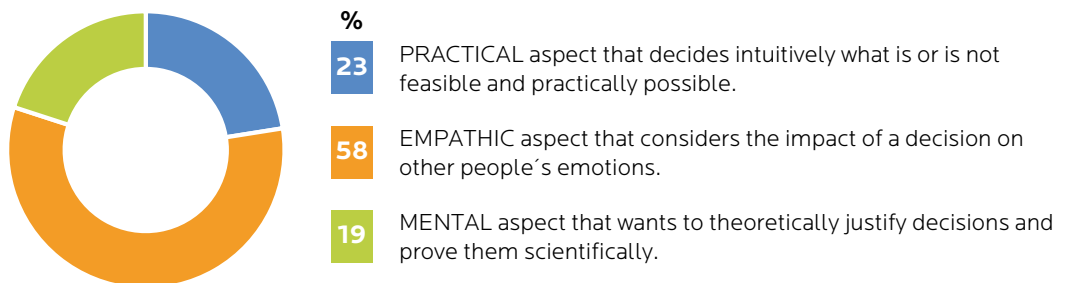 %
23 PRACTICAL aspect that decides intuitively what is or is not
feasible and practically possible.
58 EMPATHIC aspect that considers the impact of a decision on
other people´s emotions.
19 MENTAL aspect that wants to theoretically justify decisions and
prove them scientifically.